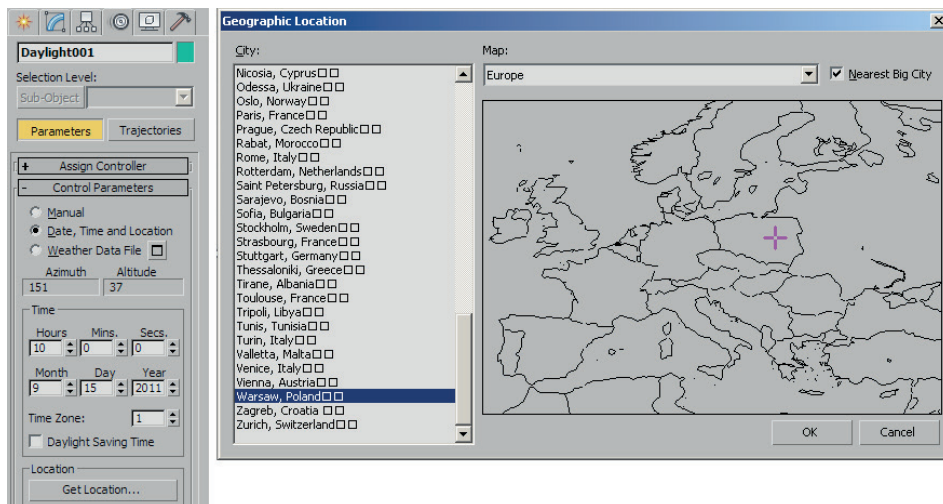 Daylight001
Selection Level:
Sub-Object
Parameters Trajectories
+ Assign Controller
- Control Parameters
Manual
Date, Time and Location
Weather Data File
Azimuth Altitude
151 37
Time
Hours Mins. Secs.
10 0 0
Month Day Year
9 15 2011
Time Zone: 1
Daylight Saving Time
Location
Get Location...
Geographic Location
City:
Nicosia, Cyprus□□
Odessa, Ukraine□□
Oslo, Norway□□
Paris, France□□
Prague, Czech Republic□□
Rabat, Morocco□□
Rome, Italy□□
Rotterdam, Netherlands□□
Saint Petersburg, Russia□□
Sarajevo, Bosnia□□
Sofia, Bulgaria□□
Stockholm, Sweden□□
Strasbourg, France□□
Stuttgart, Germany□□
Thessaloniki, Greece□□
Tirane, Albania□□
Toulouse, France□□
Tripoli, Libya□□
Tunis, Tunisia□□
Turin, Italy□□
Valletta, Malta□□
Venice, Italy□□
Vienna, Austria□□
Warsaw, Poland□□
Zagreb, Croatia □□
Zurich, Switzerland□□
Map:
Europe
Nearest Big City
OK Cancel